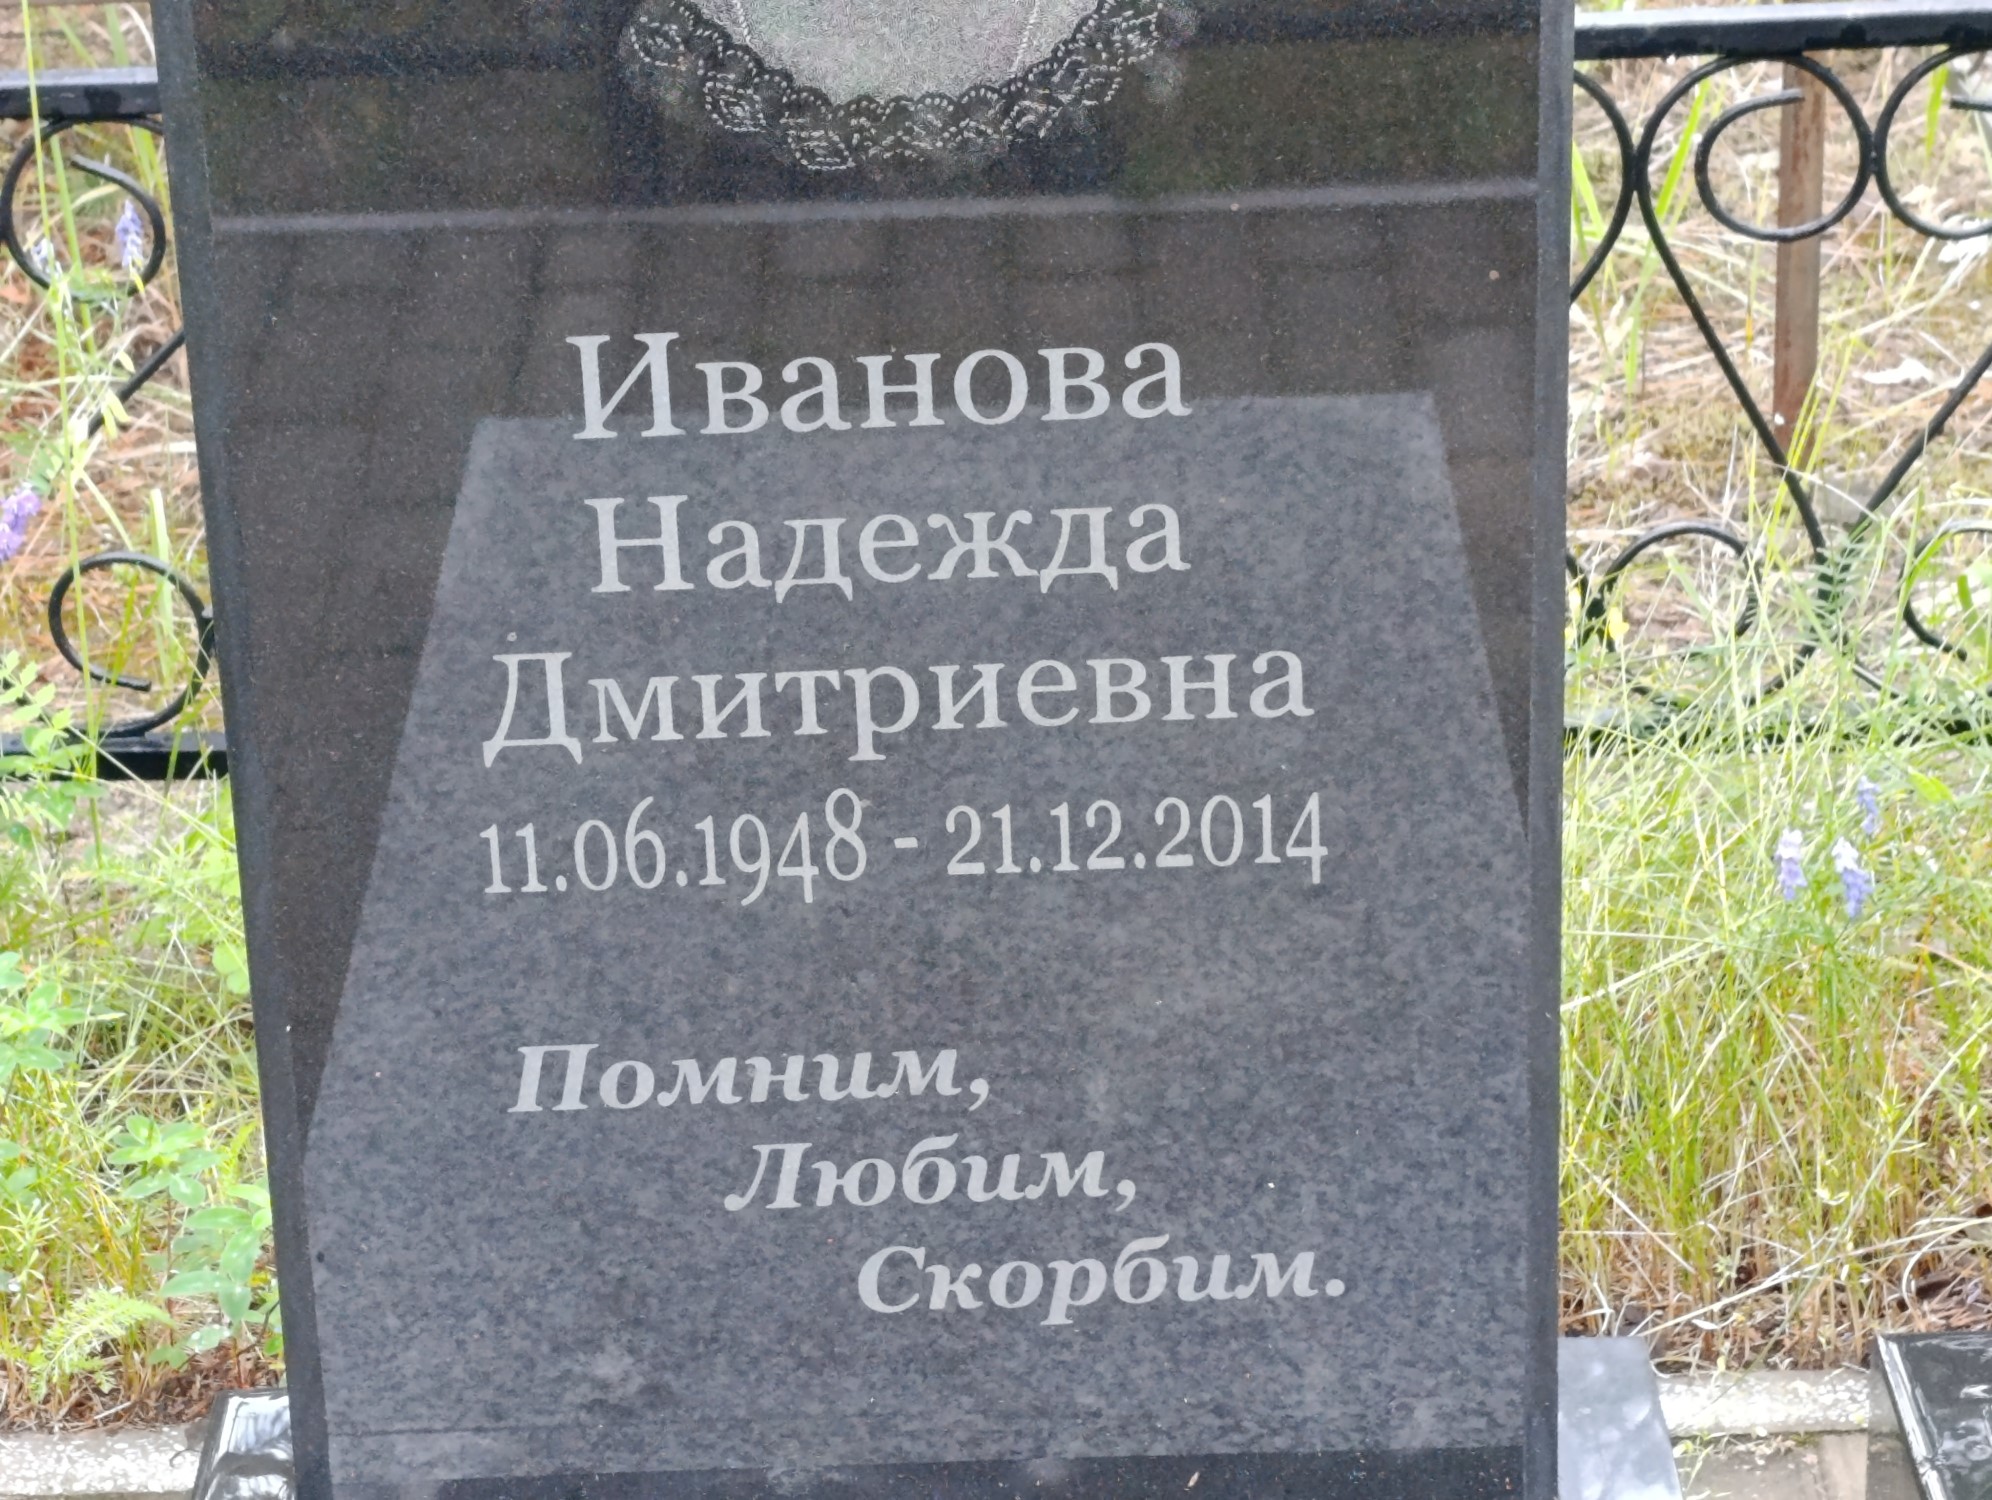 Иванова
Надежда
Дмитриевна
11.06.1948 - 21.12.2014
Помним,
Любим,
Скорбим.